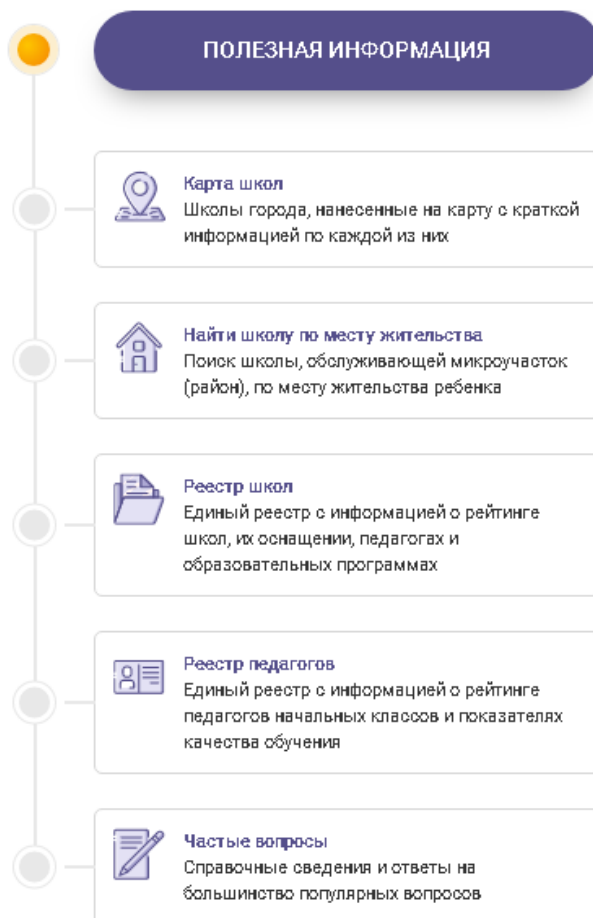 ПОЛЕЗНАЯ ИНФОРМАЦИЯ
Карта школ
Школы города, нанесенные на карту с краткой
информацией по каждой из них
Найти школу по месту жительства
Поиск школы, обслуживающей микроучасток
(район), по месту жительства ребенка
Реестр школ
Единый реестр с информацией о рейтинге
школ, их оснащении, педагогах и
образовательных программах
Реестр педагогов
Единый реестр с информацией о рейтинге
педагогов начальных классов и показателях
качества обучения
Частые вопросы
Справочные сведения и ответы на
большинство популярных вопросов